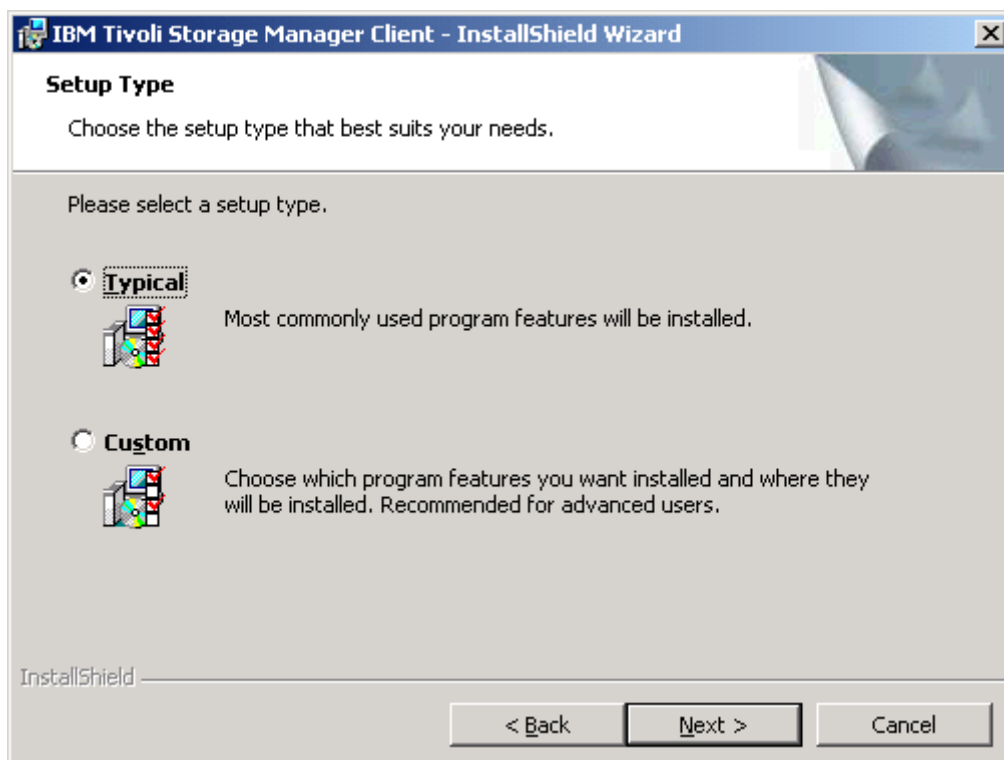 IBM Tivoli Storage Manager Client - InstallShield Wizard
Setup Type
Choose the setup type that best suits your needs.
Please select a setup type.
Typical
Most commonly used program features will be installed.
Custom
Choose which program features you want installed and where they
will be installed. Recommended for advanced users.
InstallShield
< Back
Next >
Cancel